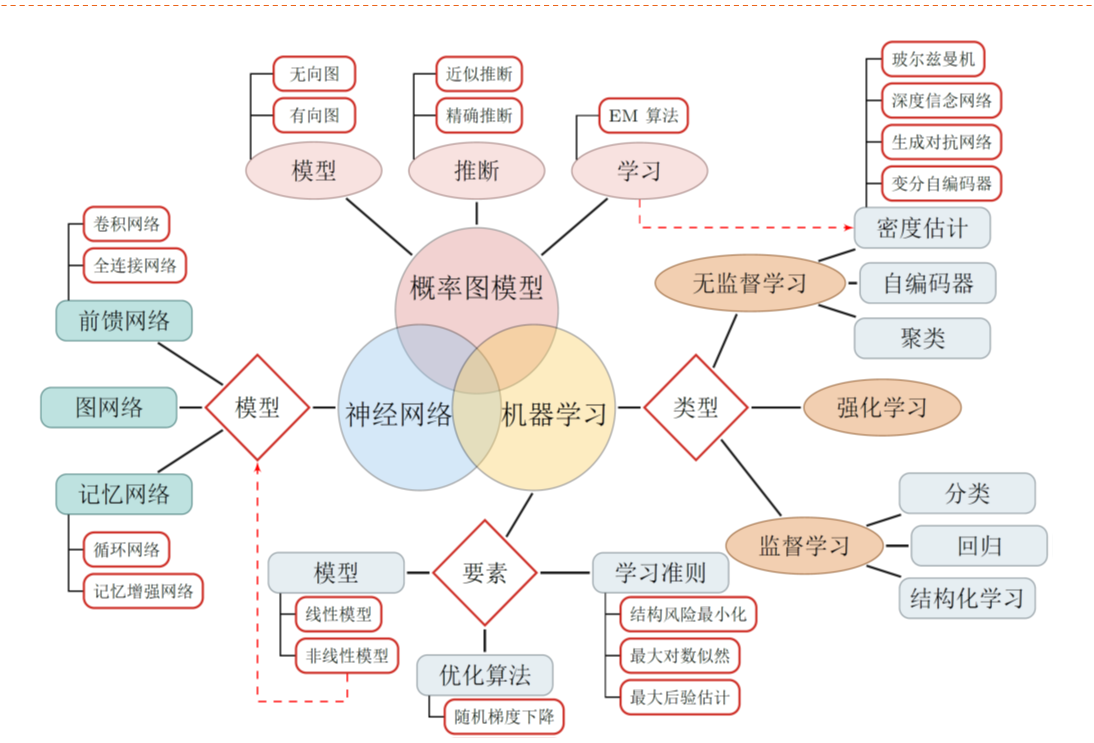 无向图
有向图
模型
近似推断
精确推断
推断
EM 算法
学习
玻尔兹曼机
深度信念网络
生成对抗网络
变分自编码器
密度估计
无监督学习
自编码器
聚类
卷积网络
全连接网络
前馈网络
图网络
记忆网络
循环网络
记忆增强网络
模型
概率图模型
神经网络
机器学习
类型
强化学习
监督学习
分类
回归
结构化学习
要素
模型
线性模型
非线性模型
优化算法
随机梯度下降
学习准则
结构风险最小化
最大对数似然
最大后验估计